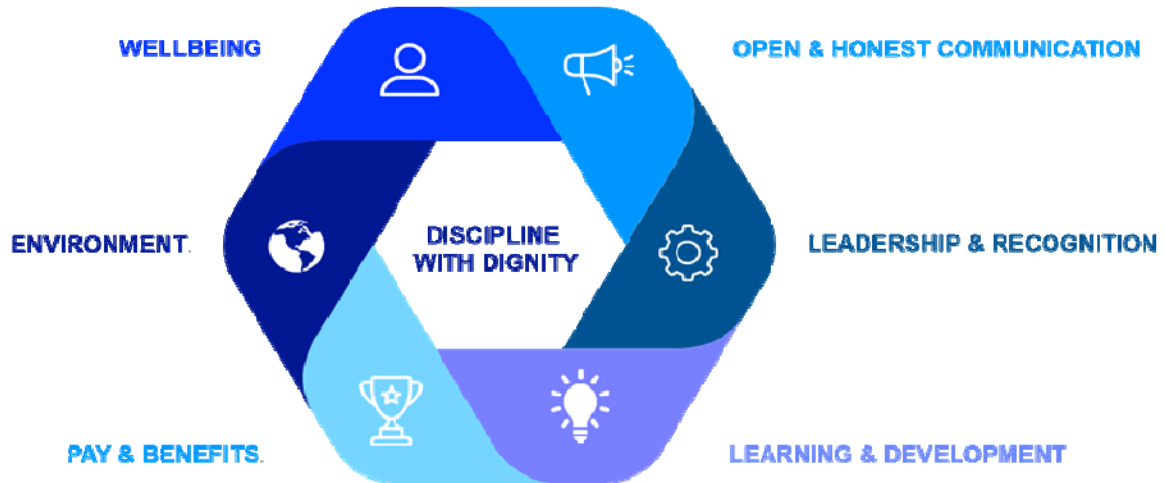 WELLBEING
OPEN & HONEST COMMUNICATION
ENVIRONMENT.
DISCIPLINE
WITH DIGNITY
LEADERSHIP & RECOGNITION
PAY & BENEFITS.
LEARNING & DEVELOPMENT